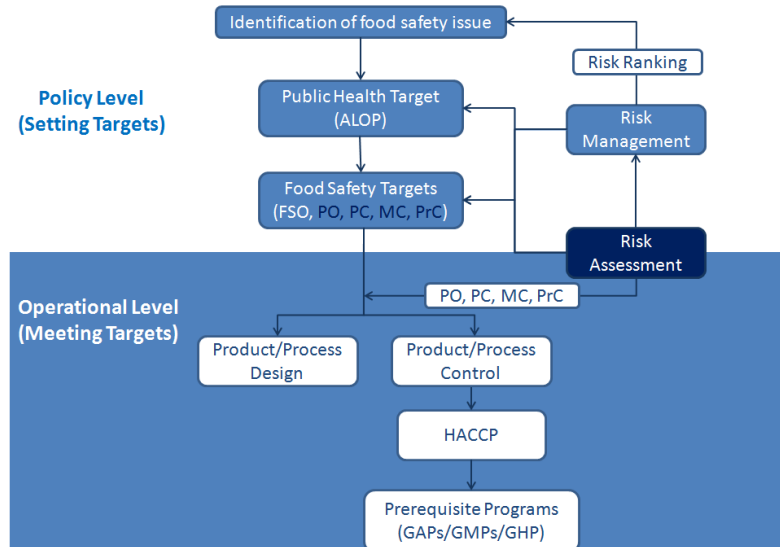 Identification of food safety issue
Risk Ranking
Policy Level
(Setting Targets)
Public Health Target
(ALOP)
Risk
Management
Food Safety Targets
(FSO, PO, PC, MC, PrC)
Risk
Assessment
Operational Level
(Meeting Targets)
PO, PC, MC, PrC
Product/Process
Design
Product/Process
Control
HACCP
Prerequisite Programs
(GAPs/GMPs/GHP)